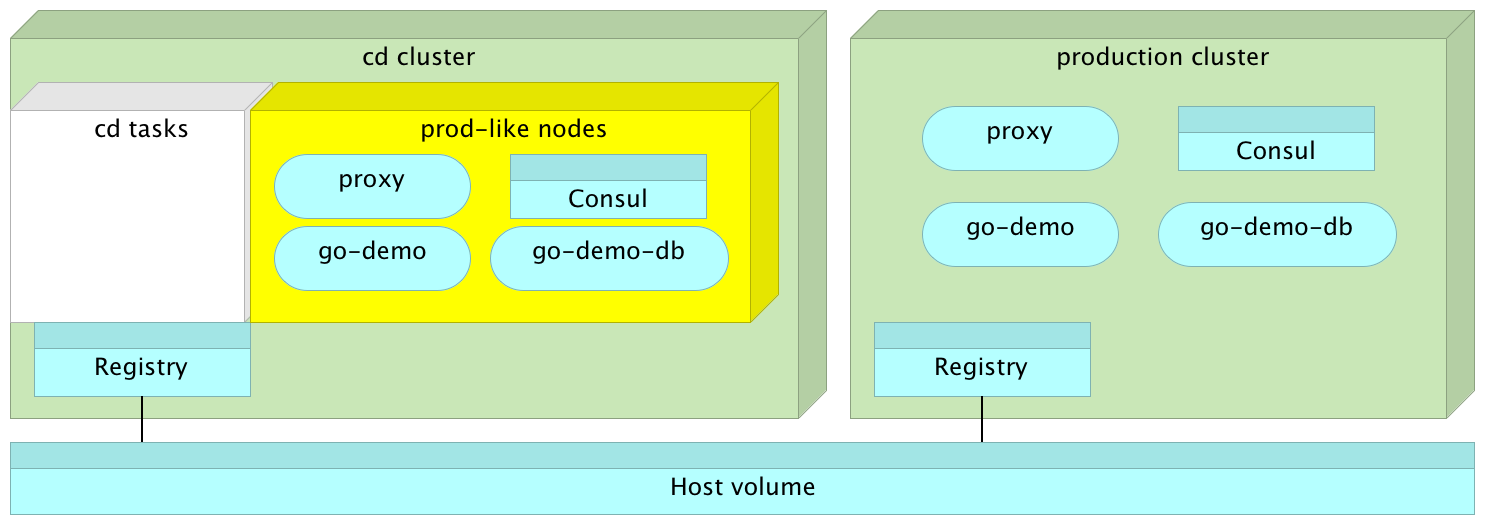 cd cluster
cd tasks
prod-like nodes
proxy
Consul
go-demo
go-demo-db
Registry
production cluster
proxy
Consul
go-demo
go-demo-db
Registry
Host volume